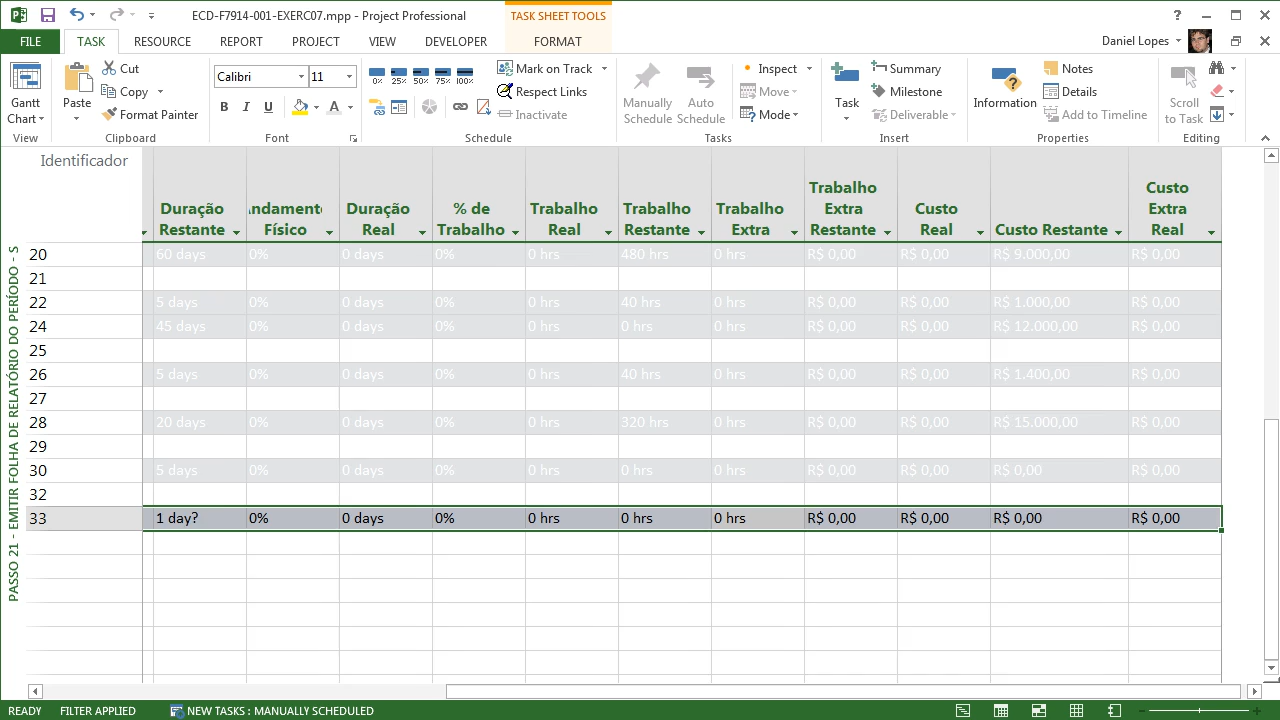 ECD-F7914-001-EXERC07.mpp - Project Professional
TASK SHEET TOOLS
?
FILE
TASK
RESOURCE
REPORT
PROJECT
VIEW
DEVELOPER
FORMAT
Daniel Lopes
Gantt
Chart
View
Paste
Cut
Copy
Format Painter
Clipboard
Calibri
11
B I U
A
Font
0% 25% 50% 75% 100%
Mark on Track
Respect Links
Inactivate
Schedule
Manually
Schedule
Auto
Schedule
Inspect
Move
Mode
Tasks
Task
Summary
Milestone
Deliverable
Insert
Information
Notes
Details
Add to Timeline
Properties
Scroll
to Task
Editing
PASSO 21 - EMITIR FOLHA DE RELATÓRIO DO PERÍODO - S
Identificador
Duração
Restante
ndament
Físico
Duração
Real
% de
Trabalho
Trabalho
Real
Trabalho
Restante
Trabalho
Extra
Trabalho
Extra
Restante
Custo
Real
Custo Restante
Custo
Extra
Real
20 60 days 0% 0 days 0% 0 hrs 480 hrs 0 hrs R$ 0,00 R$ 0,00 R$ 9.000,00 R$ 0,00
21
22 5 days 0% 0 days 0% 0 hrs 40 hrs 0 hrs R$ 0,00 R$ 0,00 R$ 1.000,00 R$ 0,00
24 45 days 0% 0 days 0% 0 hrs 0 hrs 0 hrs R$ 0,00 R$ 0,00 R$ 12.000,00 R$ 0,00
25
26 5 days 0% 0 days 0% 0 hrs 40 hrs 0 hrs R$ 0,00 R$ 0,00 R$ 1.400,00 R$ 0,00
27
28 20 days 0% 0 days 0% 0 hrs 320 hrs 0 hrs R$ 0,00 R$ 0,00 R$ 15.000,00 R$ 0,00
29
30 5 days 0% 0 days 0% 0 hrs 0 hrs 0 hrs R$ 0,00 R$ 0,00 R$ 0,00 R$ 0,00
32
33 1 day? 0% 0 days 0% 0 hrs 0 hrs 0 hrs R$ 0,00 R$ 0,00 R$ 0,00 R$ 0,00
READY
FILTER APPLIED
NEW TASKS : MANUALLY SCHEDULED